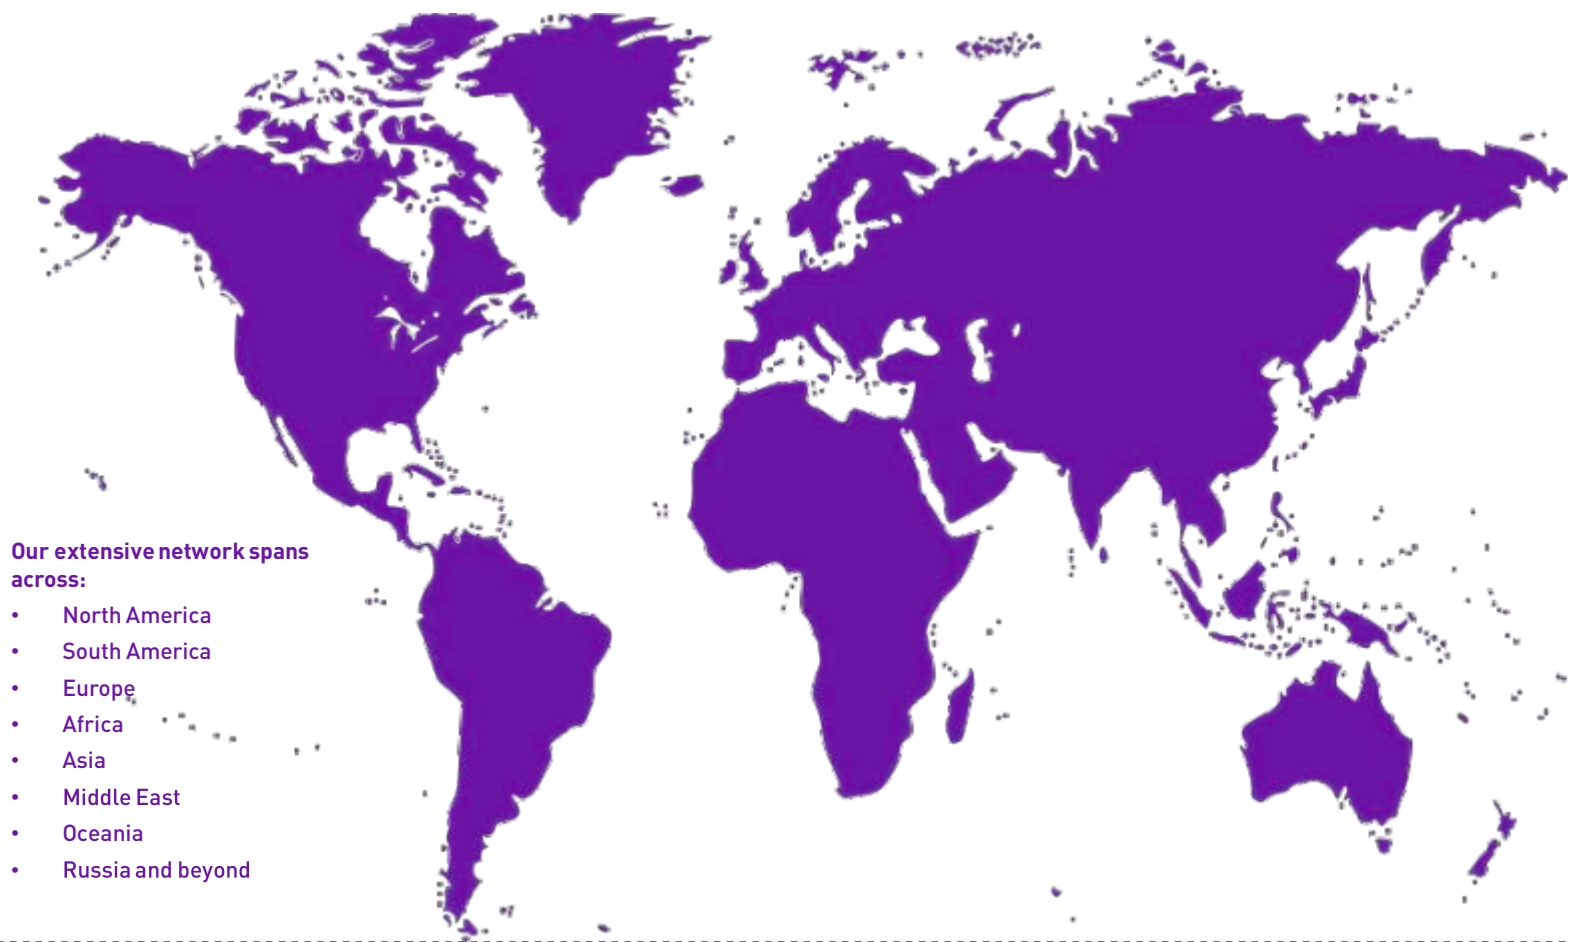 Our extensive network spans
across:
• North America
• South America
• Europe
• Africa
• Asia
• Middle East
• Oceania
• Russia and beyond